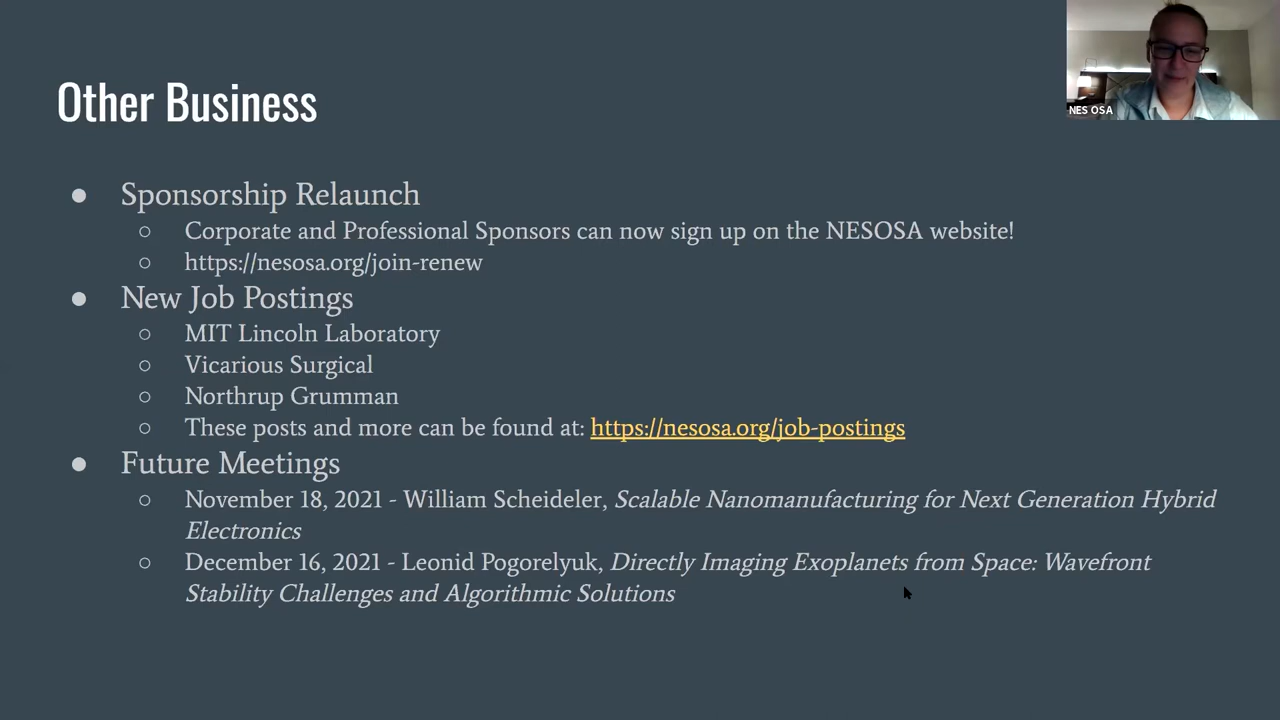 Other Business
NES OSA
● Sponsorship Relaunch
○ Corporate and Professional Sponsors can now sign up on the NESOSA website!
○ https://nesosa.org/join-renew
● New Job Postings
○ MIT Lincoln Laboratory
○ Vicarious Surgical
○ Northrup Grumman
○ These posts and more can be found at: https://nesosa.org/job-postings
● Future Meetings
○ November 18, 2021 - William Scheideler, Scalable Nanomanufacturing for Next Generation Hybrid
Electronics
○ December 16, 2021 - Leonid Pogorelyuk, Directly Imaging Exoplanets from Space: Wavefront
Stability Challenges and Algorithmic Solutions